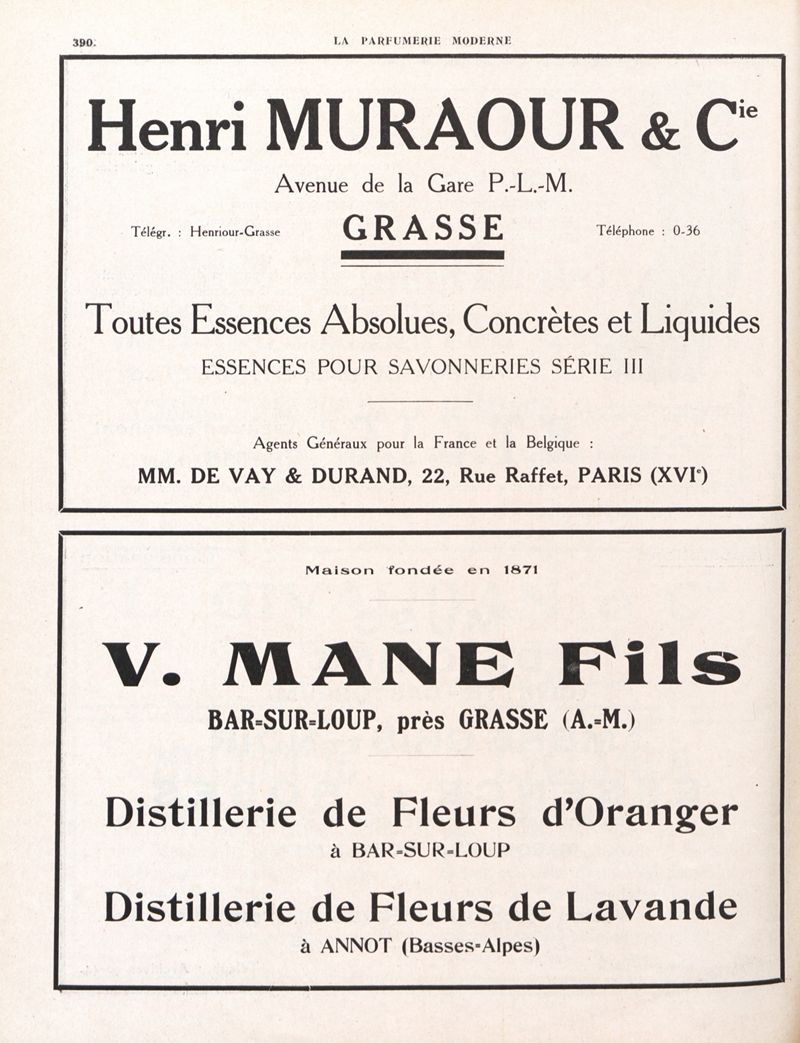 390.
LA PARFUMERIE MODERNE
Henri MURAOUR & Cie
Avenue de la Gare P.-L.-M.
Télégr. : Henriour-Grasse
GRASSE
Téléphone : 0-36
Toutes Essences Absolues, Concrètes et Liquides
ESSENCES POUR SAVONNERIES SÉRIE III
Agents Généraux pour la France et la Belgique :
MM. DE VAY & DURAND, 22, Rue Raffet, PARIS (XVIe)
Maison fondée en 1871
V. MANE Fils
BAR=SUR=LOUP, près GRASSE (A.=M.)
Distillerie de Fleurs d'Oranger
à BAR=SUR=LOUP
Distillerie de Fleurs de Lavande
à ANNOT (Basses=Alpes)